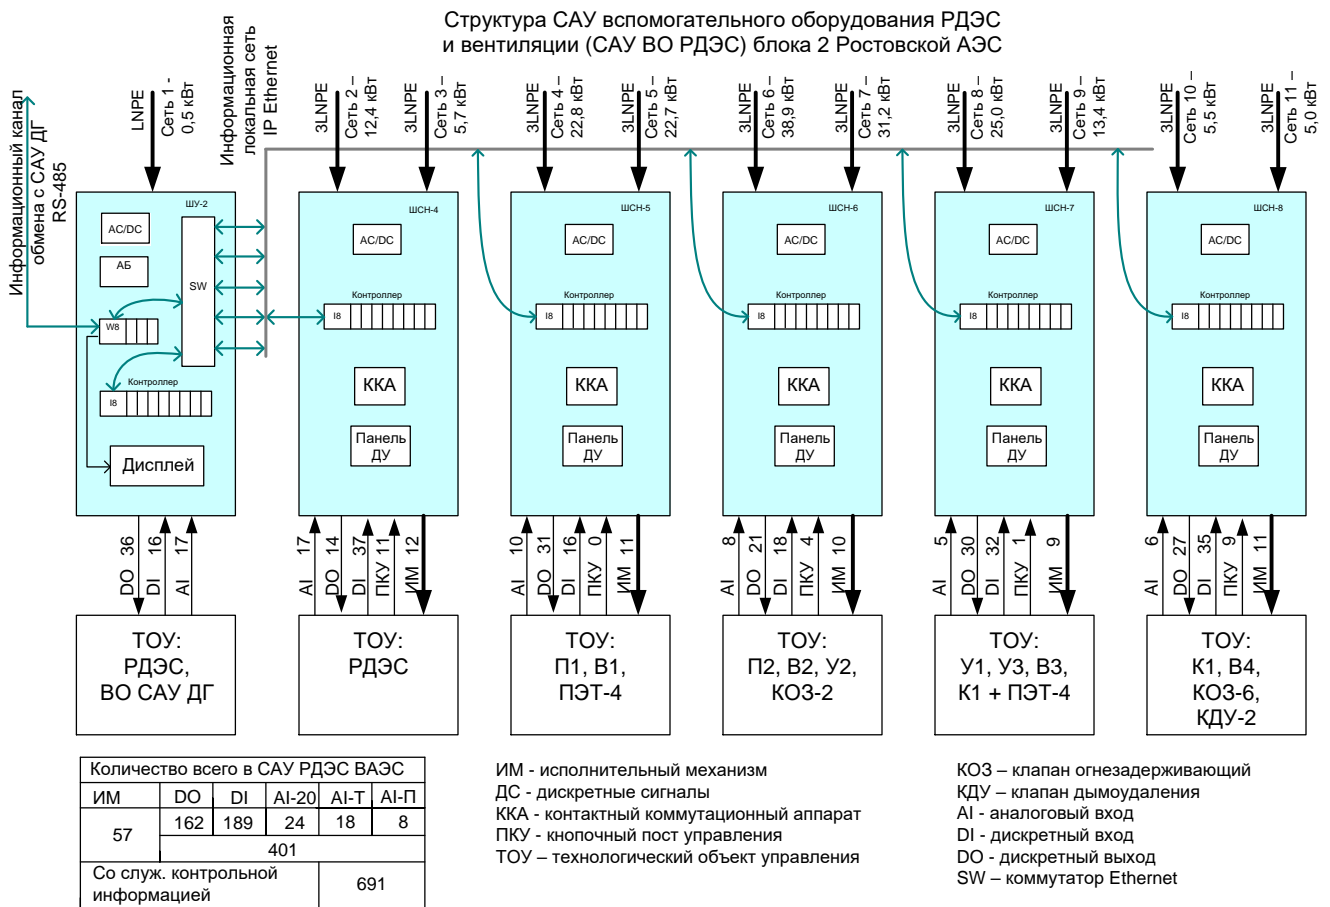 Структура САУ вспомогательного оборудования РДЭС
и вентиляции (САУ ВО РДЭС) блока 2 Ростовской АЭС
Информационный канал
обмена с САУ ДГ
RS-485
LNPE
Сеть 1 -
0,5 кВт
Информационная
локальная сеть
IP Ethernet
3LNPE
Сеть 2 –
12,4 кВт
3LNPE
Сеть 3 –
5,7 кВт
3LNPE
Сеть 4 –
22,8 кВт
3LNPE
Сеть 5 –
22,7 кВт
3LNPE
Сеть 6 –
38,9 кВт
3LNPE
Сеть 7 –
31,2 кВт
3LNPE
Сеть 8 –
25,0 кВт
3LNPE
Сеть 9 –
13,4 кВт
3LNPE
Сеть 10 –
5,5 кВт
3LNPE
Сеть 11 –
5,0 кВт
ШУ-2
AC/DC
АБ
SW
W8
Контроллер
I8
Дисплей
ШСН-4
AC/DC
Контроллер
I8
ККА
Панель
ДУ
ШСН-5
AC/DC
Контроллер
I8
ККА
Панель
ДУ
ШСН-6
AC/DC
Контроллер
I8
ККА
Панель
ДУ
ШСН-7
AC/DC
Контроллер
I8
ККА
Панель
ДУ
ШСН-8
AC/DC
Контроллер
I8
ККА
Панель
ДУ
DO 36
DI 16
AI 17
AI 17
DO 14
DI 37
ПКУ 11
ИМ 12
AI 10
DO 31
DI 16
ПКУ 0
ИМ 11
AI 8
DO 21
DI 18
ПКУ 4
ИМ 10
AI 5
DO 30
DI 32
ПКУ 1
ИМ 9
AI 6
DO 27
DI 35
ПКУ 9
ИМ 11
ТОУ:
РДЭС,
ВО САУ ДГ
ТОУ:
РДЭС
ТОУ:
П1, В1,
ПЭТ-4
ТОУ:
П2, В2, У2,
КОЗ-2
ТОУ:
У1, У3, В3,
К1 + ПЭТ-4
ТОУ:
К1, В4,
КОЗ-6,
КДУ-2
Количество всего в САУ РДЭС ВАЭС
ИМ DO DI AI-20 AI-T AI-П
57 162 189 24 18 8
401
Со служ. контрольной
информацией
691
ИМ - исполнительный механизм
ДС - дискретные сигналы
ККА - контактный коммутационный аппарат
ПКУ - кнопочный пост управления
ТОУ – технологический объект управления
КОЗ – клапан огнезадерживающий
КДУ – клапан дымоудаления
AI - аналоговый вход
DI - дискретный вход
DO - дискретный выход
SW – коммутатор Ethernet